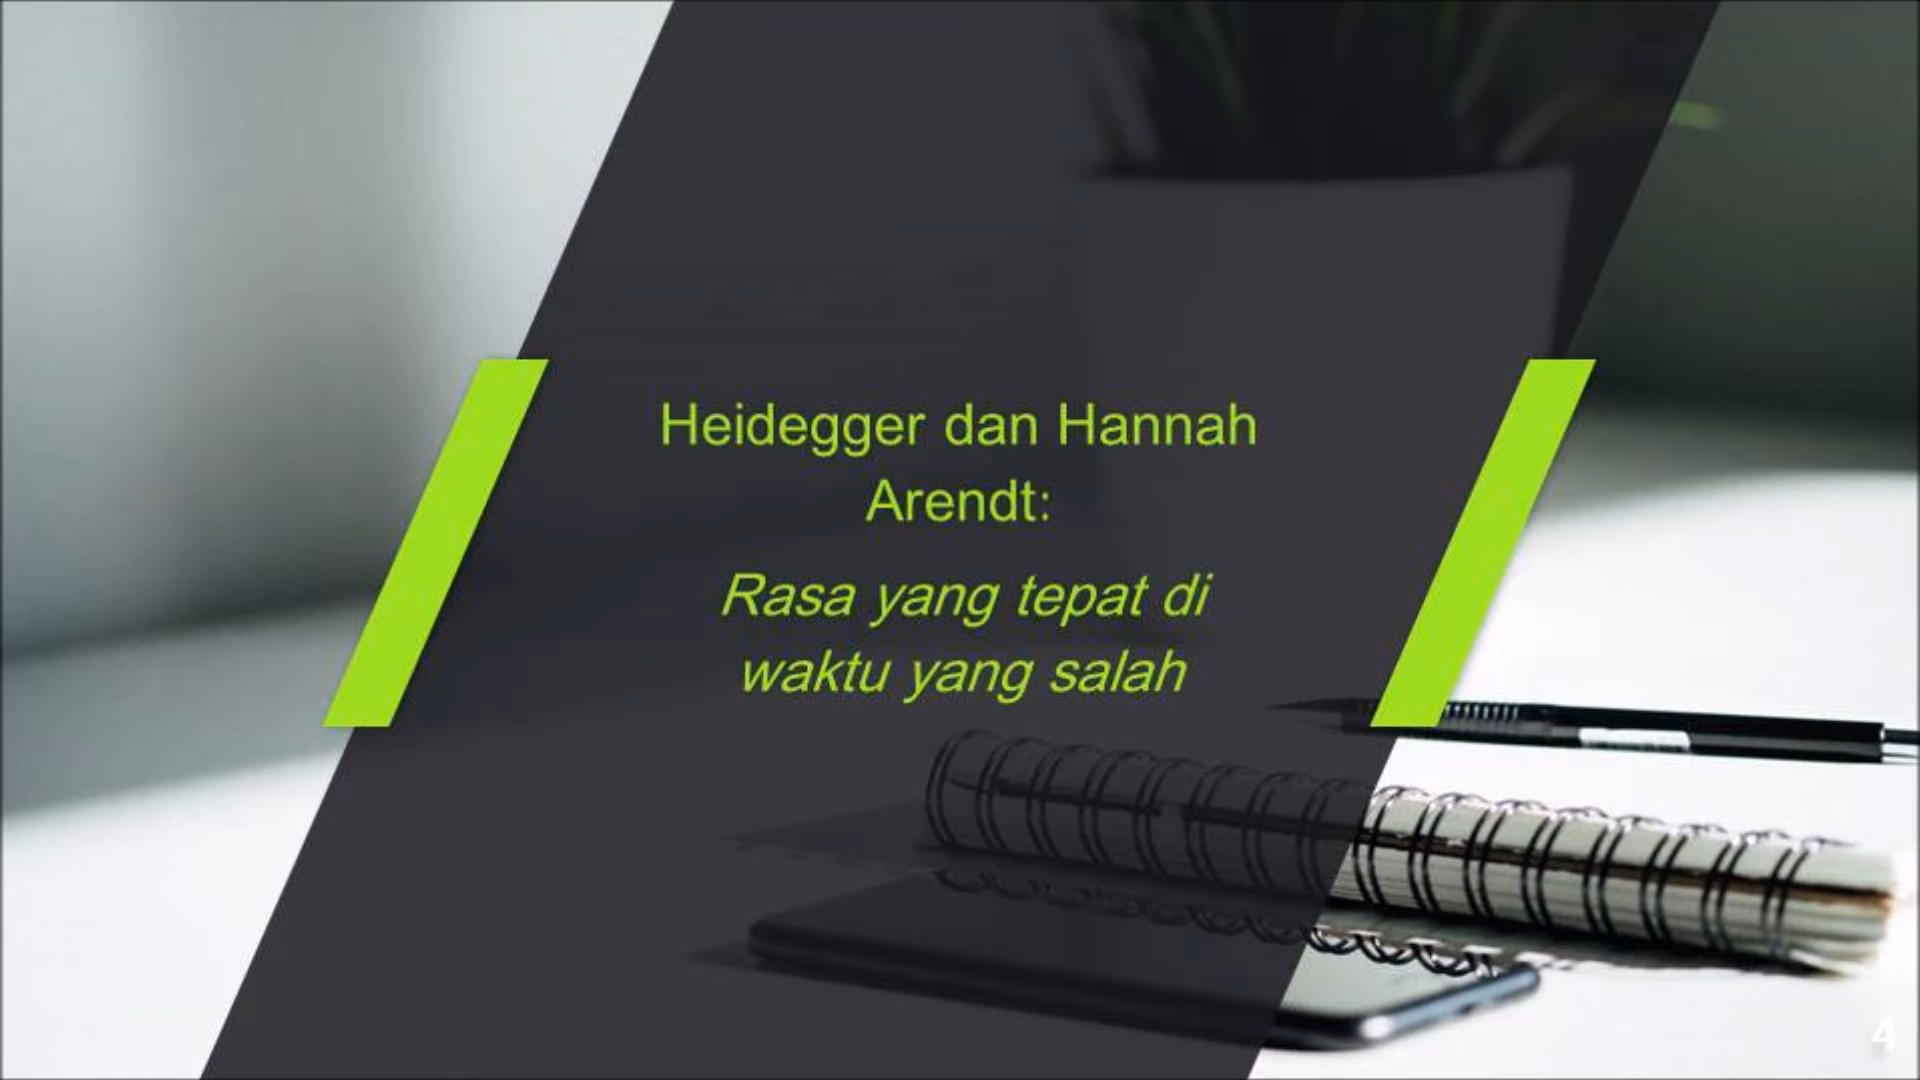 Heidegger dan Hannah
Arendt:
Rasa yang tepat di
waktu yang salah
4